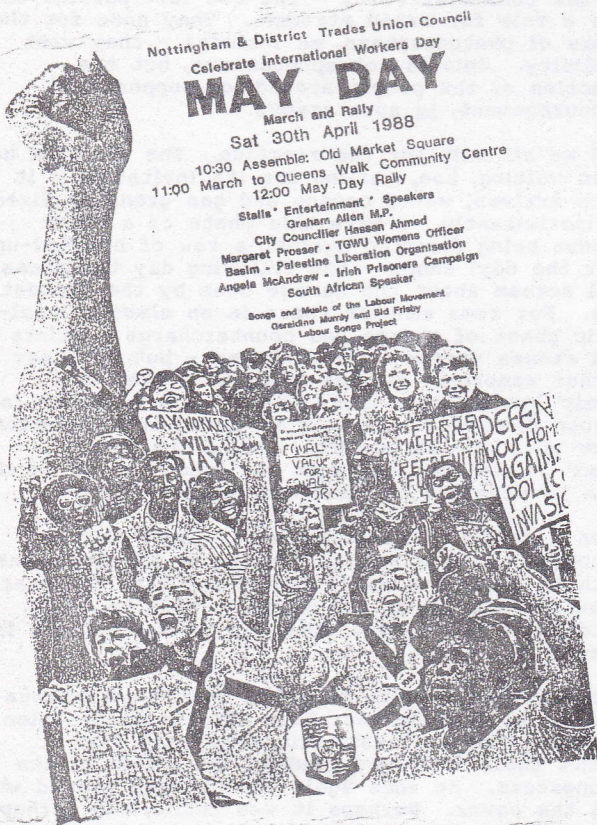 Nottingham & District Trades Union Council
Celebrate International Workers Day
MAY DAY
March and Rally
Sat 30th April 1988
10:30 Assemble: Old Market Square
11:00 March to Queens Walk Community Centre
12:00 May Day Rally
Stalls * Entertainment * Speakers
Graham Allen M.P.
City Councillor Hassan Ahmed
Margaret Prosser - TGWU Womens Officer
Basim - Palestine Liberation Organisation
Angela McAndrew - Irish Prisoners Campaign
South African Speaker
Songs and Music of the Labour Movement
Geraldine Murphy and Sid Frisby
Labour Songs Project
GAY WORKERS
WILL
STAY
EQUAL
VALUE
EQUAL
WORK
FORDS
MACHINISTS
DEFEN
YOUR HOM
AGAINS
POLIC
INVASIO